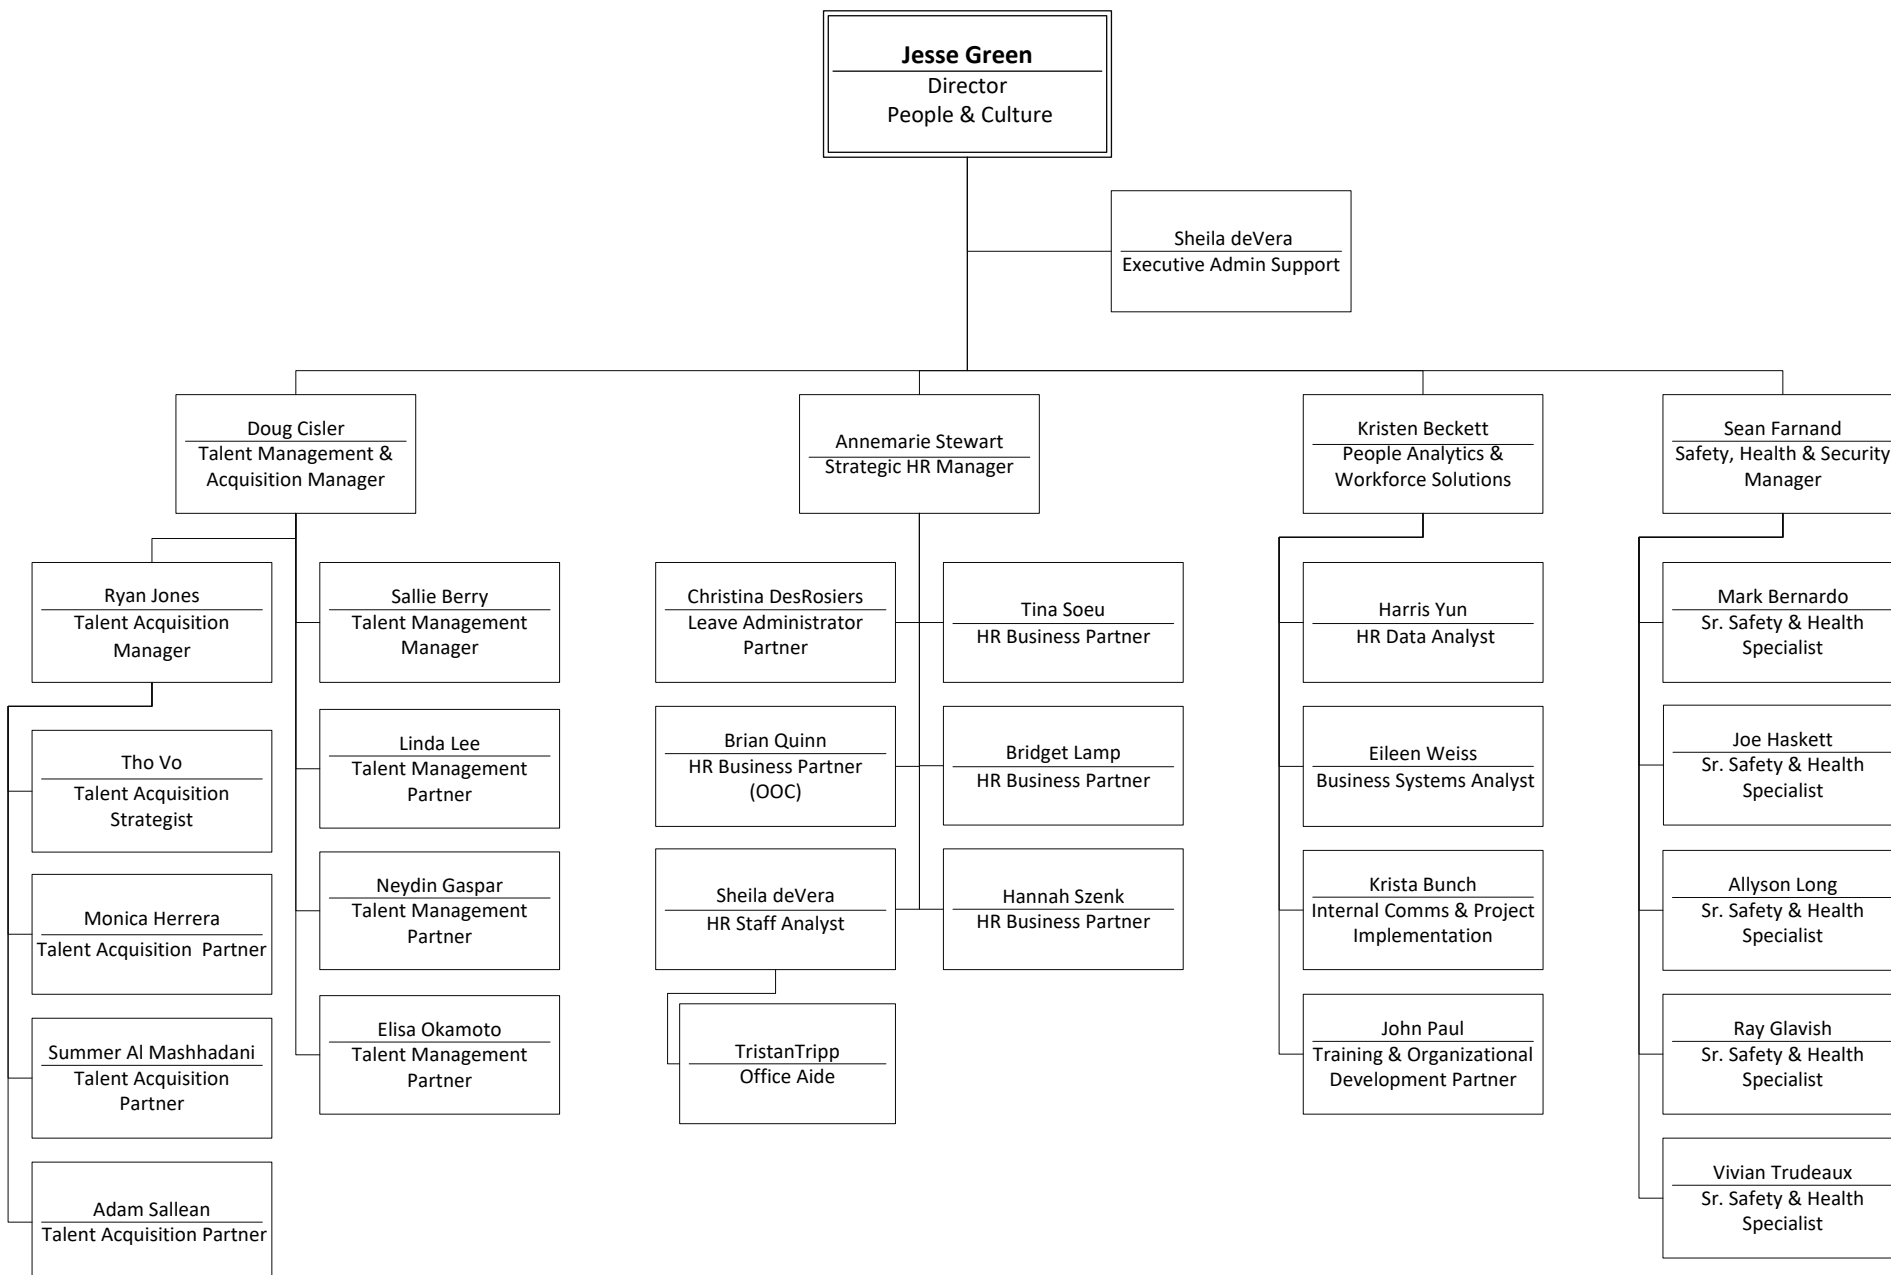 Jesse Green
Director
People & Culture
Sheila deVera
Executive Admin Support
Doug Cisler
Talent Management &
Acquisition Manager
Annemarie Stewart
Strategic HR Manager
Kristen Beckett
People Analytics &
Workforce Solutions
Sean Farnand
Safety, Health & Security
Manager
Ryan Jones
Talent Acquisition
Manager
Sallie Berry
Talent Management
Manager
Christina DesRosiers
Leave Administrator
Partner
Tina Soeu
HR Business Partner
Harris Yun
HR Data Analyst
Mark Bernardo
Sr. Safety & Health
Specialist
Tho Vo
Talent Acquisition
Strategist
Linda Lee
Talent Management
Partner
Brian Quinn
HR Business Partner
(OOC)
Bridget Lamp
HR Business Partner
Eileen Weiss
Business Systems Analyst
Joe Haskett
Sr. Safety & Health
Specialist
Monica Herrera
Talent Acquisition  Partner
Neydin Gaspar
Talent Management
Partner
Sheila deVera
HR Staff Analyst
Hannah Szenk
HR Business Partner
Krista Bunch
Internal Comms & Project
Implementation
Allyson Long
Sr. Safety & Health
Specialist
Summer Al Mashhadani
Talent Acquisition
Partner
Elisa Okamoto
Talent Management
Partner
TristanTripp
Office Aide
John Paul
Training & Organizational
Development Partner
Ray Glavish
Sr. Safety & Health
Specialist
Adam Sallean
Talent Acquisition Partner
Vivian Trudeaux
Sr. Safety & Health
Specialist